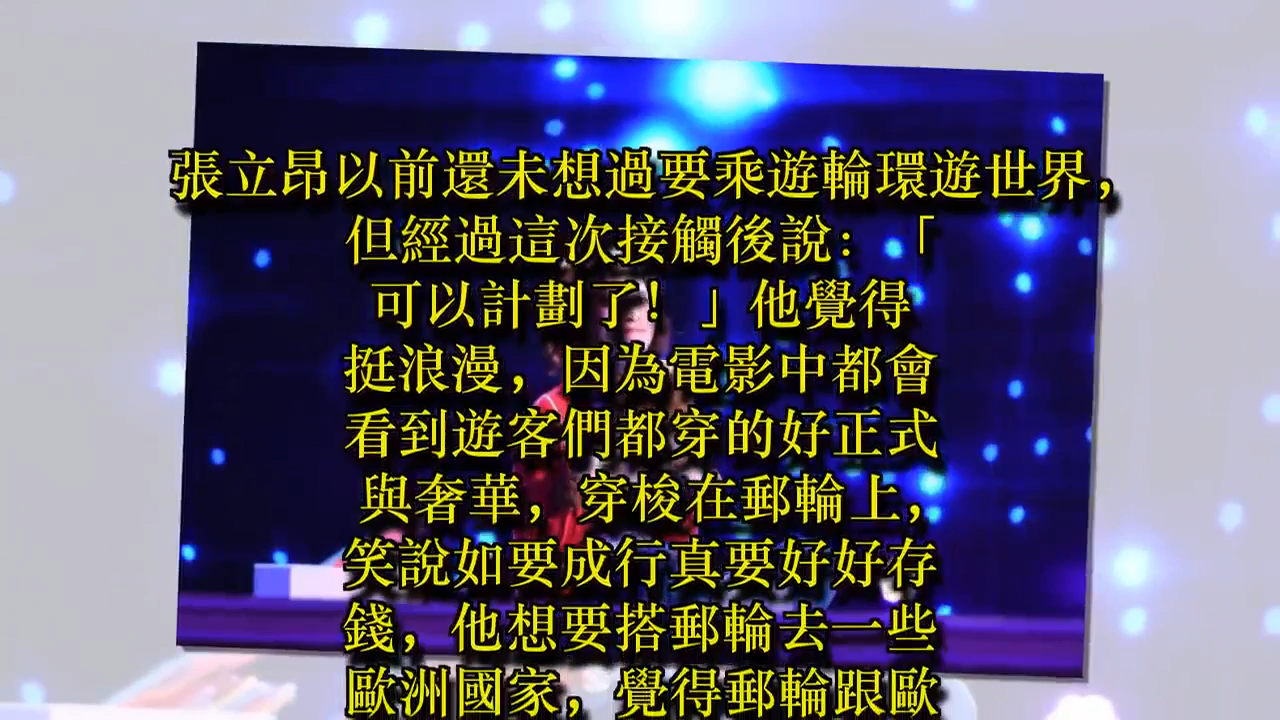 張立昂以前還未想過要乘遊輪環遊世界，
但經過這次接觸後說：「
可以計劃了！」他覺得
挺浪漫，因為電影中都會
看到遊客們都穿的好正式
與奢華，穿梭在郵輪上，
笑說如要成行真要好好存
錢，他想要搭郵輪去一些
歐洲國家，覺得郵輪跟歐